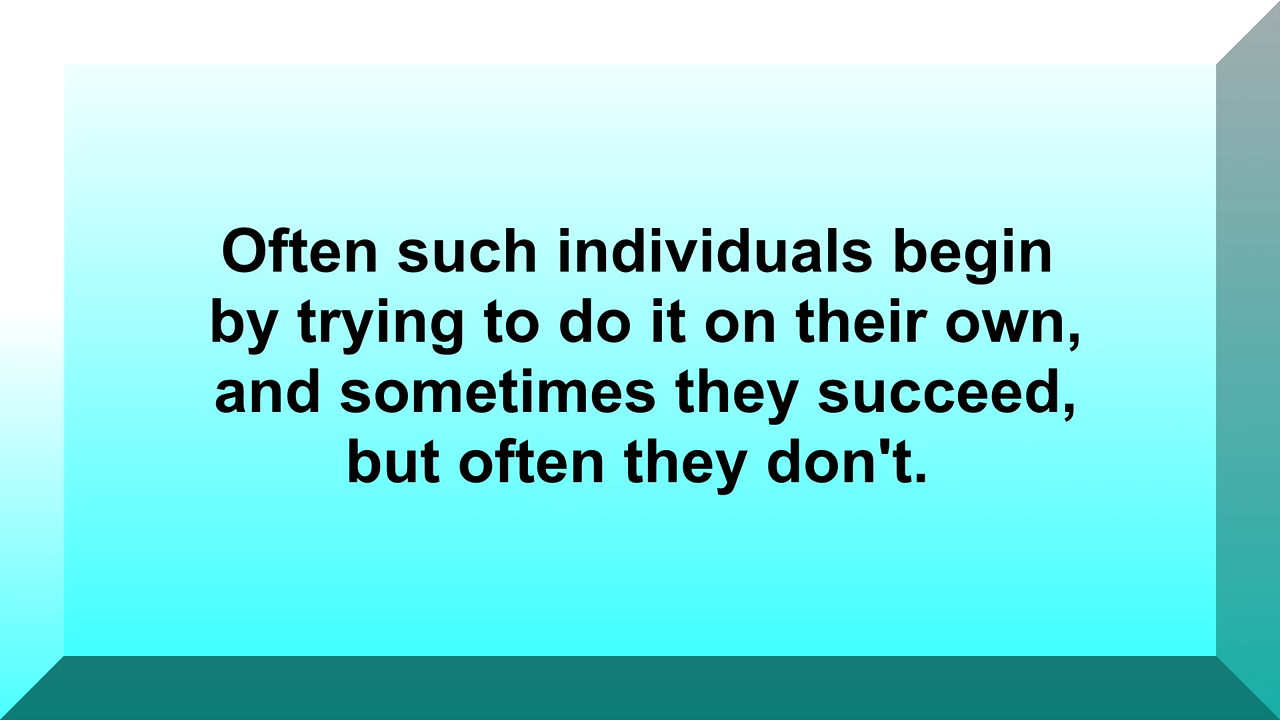 Often such individuals begin
by trying to do it on their own,
and sometimes they succeed,
but often they don't.